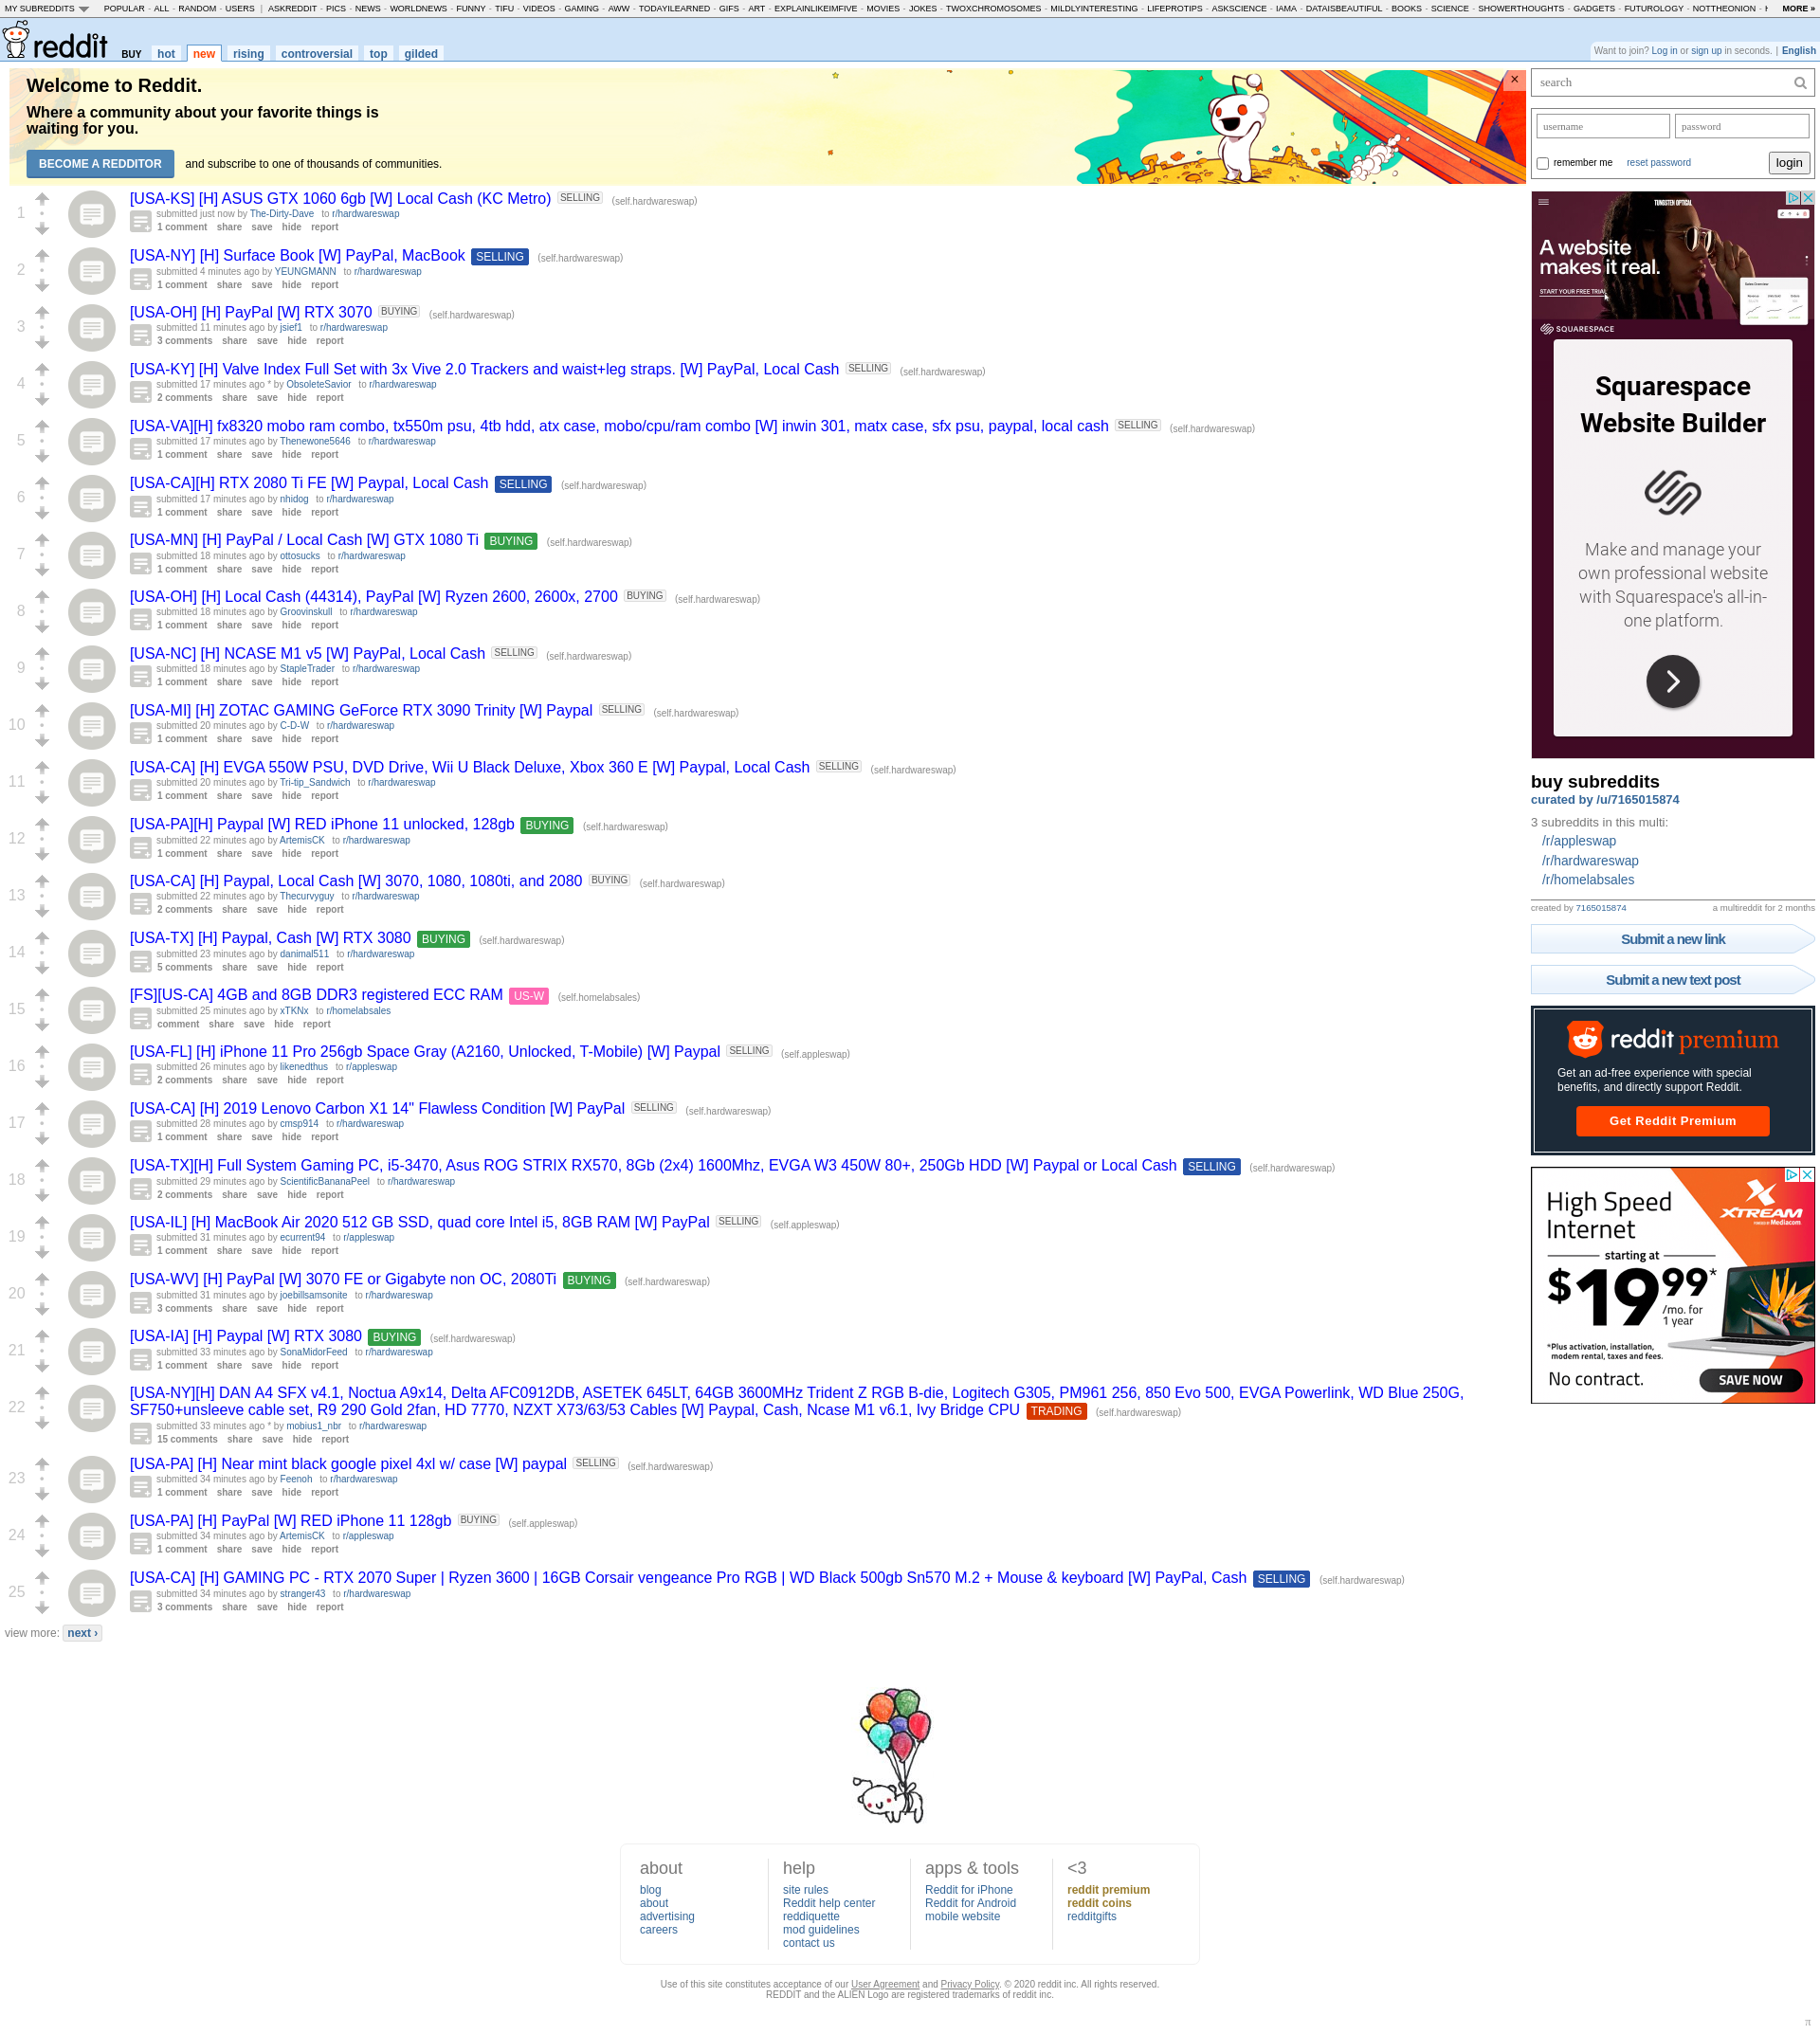 MY SUBREDDITS POPULAR - ALL - RANDOM - USERS | ASKREDDIT - PICS - NEWS - WORLDNEWS - FUNNY - TIFU - VIDEOS - GAMING - AWW - TODAYILEARNED - GIFS - ART - EXPLAINLIKEIMFIVE - MOVIES - JOKES - TWOXCHROMOSOMES - MILDLYINTERESTING - LIFEPROTIPS - ASKSCIENCE - IAMA - DATAISBEAUTIFUL - BOOKS - SCIENCE - SHOWERTHOUGHTS - GADGETS - FUTUROLOGY - NOTTHEONION - MORE »
reddit BUY hot new rising controversial top gilded
Want to join? Log in or sign up in seconds. | English
Welcome to Reddit.
Where a community about your favorite things is
waiting for you.
BECOME A REDDITOR and subscribe to one of thousands of communities.
1
[USA-KS] [H] ASUS GTX 1060 6gb [W] Local Cash (KC Metro) SELLING (self.hardwareswap)
submitted just now by The-Dirty-Dave to r/hardwareswap
1 comment share save hide report
2
[USA-NY] [H] Surface Book [W] PayPal, MacBook SELLING (self.hardwareswap)
submitted 4 minutes ago by YEUNGMANN to r/hardwareswap
1 comment share save hide report
3
[USA-OH] [H] PayPal [W] RTX 3070 BUYING (self.hardwareswap)
submitted 11 minutes ago by jsief1 to r/hardwareswap
3 comments share save hide report
4
[USA-KY] [H] Valve Index Full Set with 3x Vive 2.0 Trackers and waist+leg straps. [W] PayPal, Local Cash SELLING (self.hardwareswap)
submitted 17 minutes ago * by ObsoleteSavior to r/hardwareswap
2 comments share save hide report
5
[USA-VA][H] fx8320 mobo ram combo, tx550m psu, 4tb hdd, atx case, mobo/cpu/ram combo [W] inwin 301, matx case, sfx psu, paypal, local cash SELLING (self.hardwareswap)
submitted 17 minutes ago by Thenewone5646 to r/hardwareswap
1 comment share save hide report
6
[USA-CA][H] RTX 2080 Ti FE [W] Paypal, Local Cash SELLING (self.hardwareswap)
submitted 17 minutes ago by nhidog to r/hardwareswap
1 comment share save hide report
7
[USA-MN] [H] PayPal / Local Cash [W] GTX 1080 Ti BUYING (self.hardwareswap)
submitted 18 minutes ago by ottosucks to r/hardwareswap
1 comment share save hide report
8
[USA-OH] [H] Local Cash (44314), PayPal [W] Ryzen 2600, 2600x, 2700 BUYING (self.hardwareswap)
submitted 18 minutes ago by Groovinskull to r/hardwareswap
1 comment share save hide report
9
[USA-NC] [H] NCASE M1 v5 [W] PayPal, Local Cash SELLING (self.hardwareswap)
submitted 18 minutes ago by StapleTrader to r/hardwareswap
1 comment share save hide report
10
[USA-MI] [H] ZOTAC GAMING GeForce RTX 3090 Trinity [W] Paypal SELLING (self.hardwareswap)
submitted 20 minutes ago by C-D-W to r/hardwareswap
1 comment share save hide report
11
[USA-CA] [H] EVGA 550W PSU, DVD Drive, Wii U Black Deluxe, Xbox 360 E [W] Paypal, Local Cash SELLING (self.hardwareswap)
submitted 20 minutes ago by Tri-tip_Sandwich to r/hardwareswap
1 comment share save hide report
12
[USA-PA][H] Paypal [W] RED iPhone 11 unlocked, 128gb BUYING (self.hardwareswap)
submitted 22 minutes ago by ArtemisCK to r/hardwareswap
1 comment share save hide report
13
[USA-CA] [H] Paypal, Local Cash [W] 3070, 1080, 1080ti, and 2080 BUYING (self.hardwareswap)
submitted 22 minutes ago by Thecurvyguy to r/hardwareswap
2 comments share save hide report
14
[USA-TX] [H] Paypal, Cash [W] RTX 3080 BUYING (self.hardwareswap)
submitted 23 minutes ago by danimal511 to r/hardwareswap
5 comments share save hide report
15
[FS][US-CA] 4GB and 8GB DDR3 registered ECC RAM US-W (self.homelabsales)
submitted 25 minutes ago by xTKNx to r/homelabsales
comment share save hide report
16
[USA-FL] [H] iPhone 11 Pro 256gb Space Gray (A2160, Unlocked, T-Mobile) [W] Paypal SELLING (self.appleswap)
submitted 26 minutes ago by likenedthus to r/appleswap
2 comments share save hide report
17
[USA-CA] [H] 2019 Lenovo Carbon X1 14" Flawless Condition [W] PayPal SELLING (self.hardwareswap)
submitted 28 minutes ago by cmsp914 to r/hardwareswap
1 comment share save hide report
18
[USA-TX][H] Full System Gaming PC, i5-3470, Asus ROG STRIX RX570, 8Gb (2x4) 1600Mhz, EVGA W3 450W 80+, 250Gb HDD [W] Paypal or Local Cash SELLING (self.hardwareswap)
submitted 29 minutes ago by ScientificBananaPeel to r/hardwareswap
2 comments share save hide report
19
[USA-IL] [H] MacBook Air 2020 512 GB SSD, quad core Intel i5, 8GB RAM [W] PayPal SELLING (self.appleswap)
submitted 31 minutes ago by ecurrent94 to r/appleswap
1 comment share save hide report
20
[USA-WV] [H] PayPal [W] 3070 FE or Gigabyte non OC, 2080Ti BUYING (self.hardwareswap)
submitted 31 minutes ago by joebillsamsonite to r/hardwareswap
3 comments share save hide report
21
[USA-IA] [H] Paypal [W] RTX 3080 BUYING (self.hardwareswap)
submitted 33 minutes ago by SonaMidorFeed to r/hardwareswap
1 comment share save hide report
22
[USA-NY][H] DAN A4 SFX v4.1, Noctua A9x14, Delta AFC0912DB, ASETEK 645LT, 64GB 3600MHz Trident Z RGB B-die, Logitech G305, PM961 256, 850 Evo 500, EVGA Powerlink, WD Blue 250G,
SF750+unsleeve cable set, R9 290 Gold 2fan, HD 7770, NZXT X73/63/53 Cables [W] Paypal, Cash, Ncase M1 v6.1, Ivy Bridge CPU TRADING (self.hardwareswap)
submitted 33 minutes ago * by mobius1_nbr to r/hardwareswap
15 comments share save hide report
23
[USA-PA] [H] Near mint black google pixel 4xl w/ case [W] paypal SELLING (self.hardwareswap)
submitted 34 minutes ago by Feenoh to r/hardwareswap
1 comment share save hide report
24
[USA-PA] [H] PayPal [W] RED iPhone 11 128gb BUYING (self.appleswap)
submitted 34 minutes ago by ArtemisCK to r/appleswap
1 comment share save hide report
25
[USA-CA] [H] GAMING PC - RTX 2070 Super | Ryzen 3600 | 16GB Corsair vengeance Pro RGB | WD Black 500gb Sn570 M.2 + Mouse & keyboard [W] PayPal, Cash SELLING (self.hardwareswap)
submitted 34 minutes ago by stranger43 to r/hardwareswap
3 comments share save hide report
view more: next ›
search
username password
remember me reset password login
TUNGSTEN OPTICAL
A website
makes it real.
START YOUR FREE TRIAL
SQUARESPACE
Squarespace
Website Builder
Make and manage your
own professional website
with Squarespace's all-in-
one platform.
buy subreddits
curated by /u/7165015874
3 subreddits in this multi:
/r/appleswap
/r/hardwareswap
/r/homelabsales
created by 7165015874 a multireddit for 2 months
Submit a new link
Submit a new text post
reddit premium
Get an ad-free experience with special
benefits, and directly support Reddit.
Get Reddit Premium
High Speed
Internet
XTREAM
POWERED BY Mediacom
starting at
$19.99*
/mo. for
1 year
*Plus activation, installation,
modem rental, taxes and fees.
No contract. SAVE NOW
about
blog
about
advertising
careers
help
site rules
Reddit help center
reddiquette
mod guidelines
contact us
apps & tools
Reddit for iPhone
Reddit for Android
mobile website
<3
reddit premium
reddit coins
redditgifts
Use of this site constitutes acceptance of our User Agreement and Privacy Policy. © 2020 reddit inc. All rights reserved.
REDDIT and the ALIEN Logo are registered trademarks of reddit inc.
π